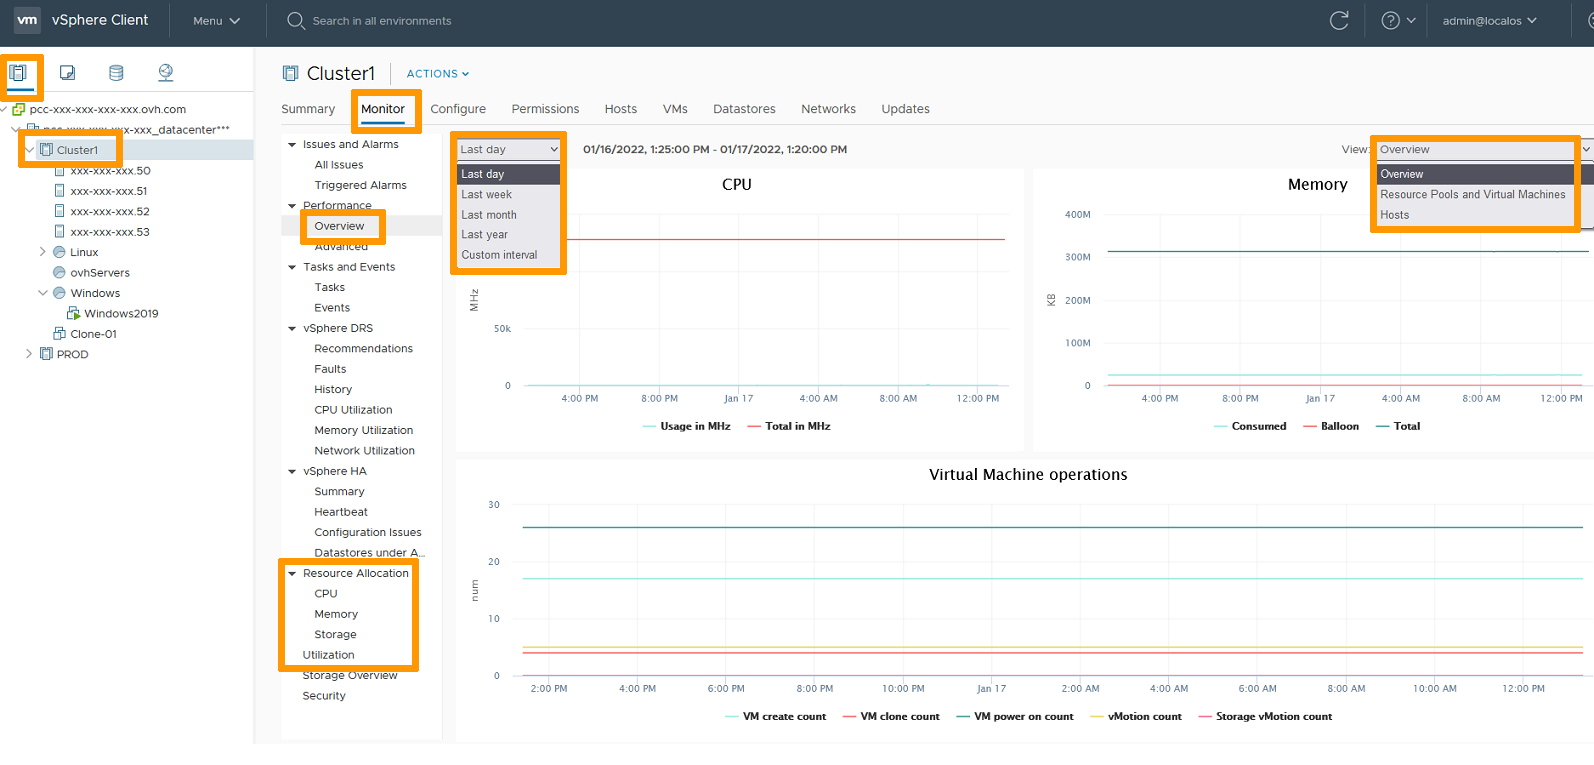 vm vSphere Client Menu Search in all environments admin@localos
pcc-xxx-xxx-xxx-xxx.ovh.com
pcc-xxx-xxx-xxx-xxx_datacenter***
Cluster1
xxx-xxx-xxx.50
xxx-xxx-xxx.51
xxx-xxx-xxx.52
xxx-xxx-xxx.53
Linux
ovhServers
Windows
Windows2019
Clone-01
PROD
Cluster1 ACTIONS
Summary Monitor Configure Permissions Hosts VMs Datastores Networks Updates
Issues and Alarms
All Issues
Triggered Alarms
Performance
Overview
Advanced
Tasks and Events
Tasks
Events
vSphere DRS
Recommendations
Faults
History
CPU Utilization
Memory Utilization
Network Utilization
vSphere HA
Summary
Heartbeat
Configuration Issues
Datastores under A...
Resource Allocation
CPU
Memory
Storage
Utilization
Storage Overview
Security
Last day 01/16/2022, 1:25:00 PM - 01/17/2022, 1:20:00 PM View: Overview
Last day
Last week
Last month
Last year
Custom interval
Overview
Resource Pools and Virtual Machines
Hosts
CPU
MHz
50k
0
4:00 PM 8:00 PM Jan 17 4:00 AM 8:00 AM 12:00 PM
Usage in MHz Total in MHz
Memory
KB
400M
300M
200M
100M
0
4:00 PM 8:00 PM Jan 17 4:00 AM 8:00 AM 12:00 PM
Consumed Balloon Total
Virtual Machine operations
num
30
20
10
0
2:00 PM 4:00 PM 6:00 PM 8:00 PM 10:00 PM Jan 17 2:00 AM 4:00 AM 6:00 AM 8:00 AM 10:00 AM 12:00 PM
VM create count VM clone count VM power on count vMotion count Storage vMotion count